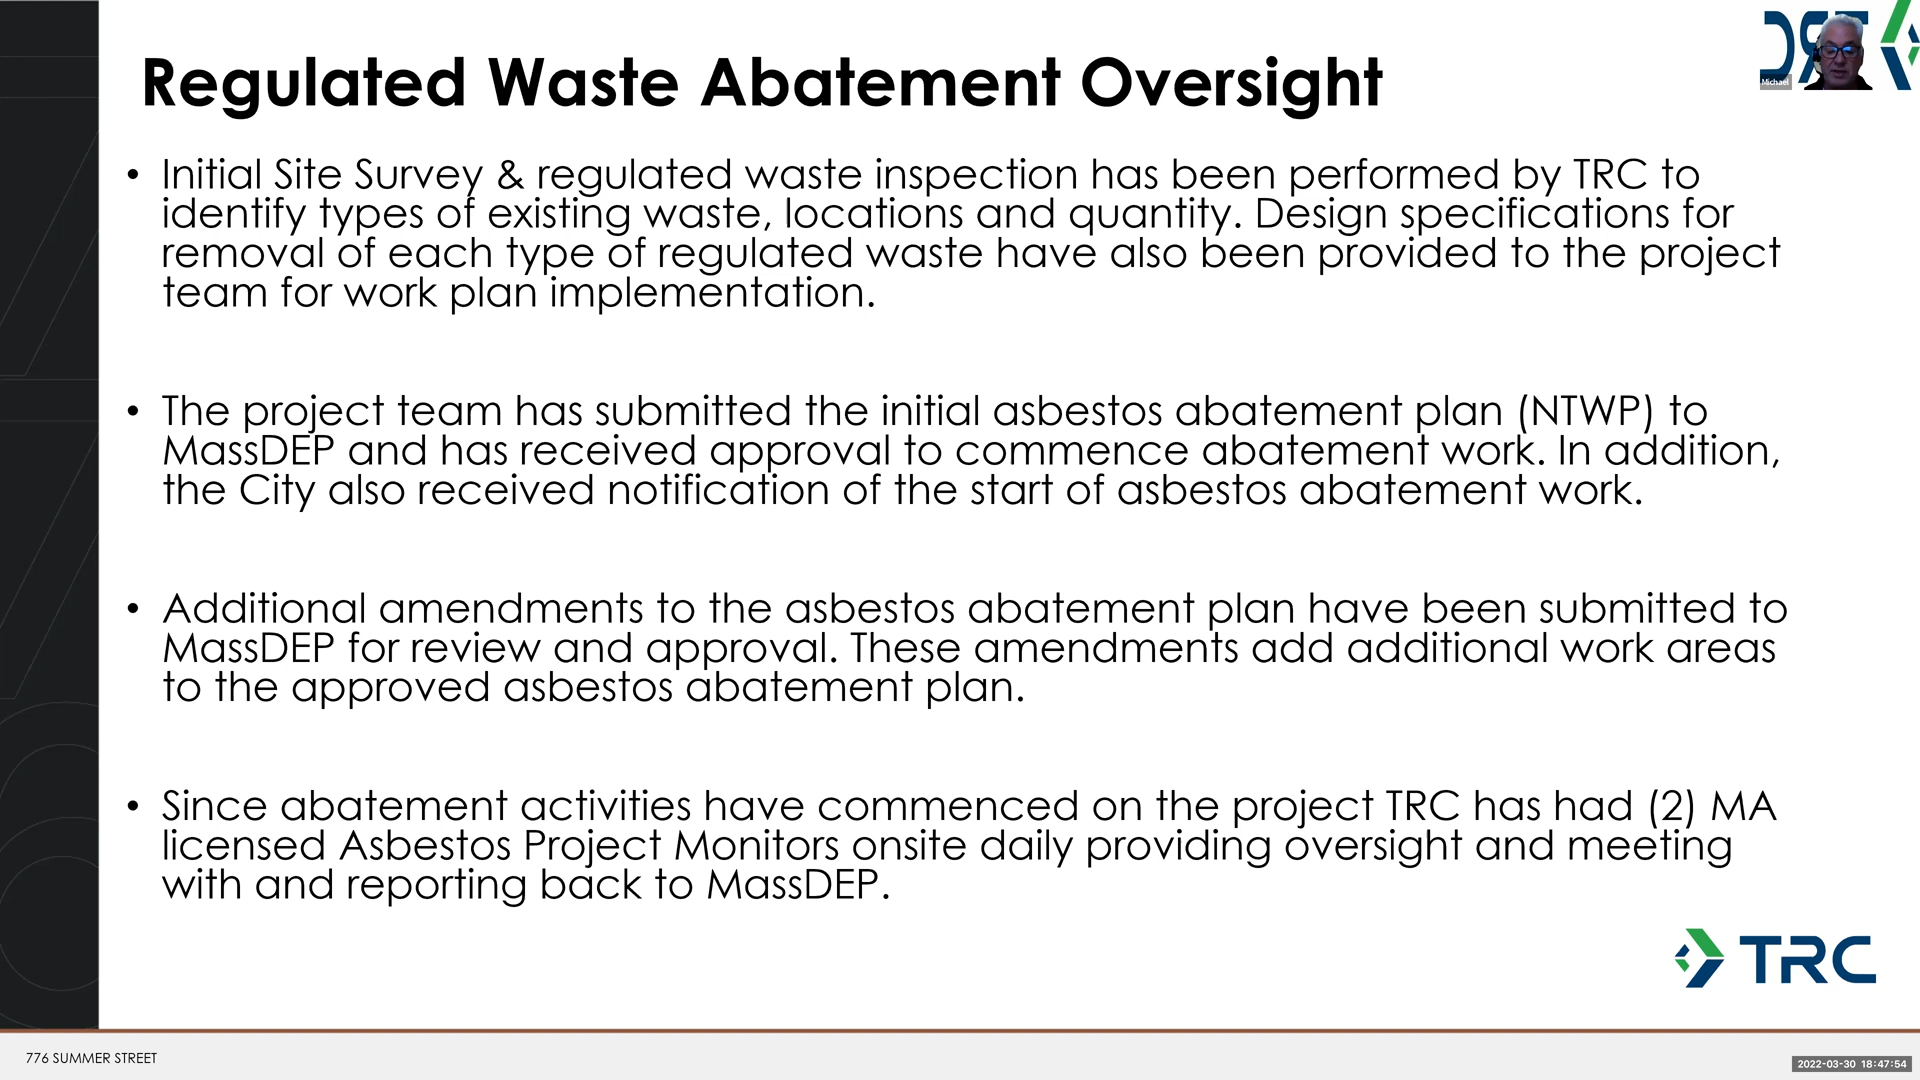 Regulated Waste Abatement Oversight
Michael
• Initial Site Survey & regulated waste inspection has been performed by TRC to
identify types of existing waste, locations and quantity. Design specifications for
removal of each type of regulated waste have also been provided to the project
team for work plan implementation.
• The project team has submitted the initial asbestos abatement plan (NTWP) to
MassDEP and has received approval to commence abatement work. In addition,
the City also received notification of the start of asbestos abatement work.
• Additional amendments to the asbestos abatement plan have been submitted to
MassDEP for review and approval. These amendments add additional work areas
to the approved asbestos abatement plan.
• Since abatement activities have commenced on the project TRC has had (2) MA
licensed Asbestos Project Monitors onsite daily providing oversight and meeting
with and reporting back to MassDEP.
TRC
776 SUMMER STREET
2022-03-30 18:47:54